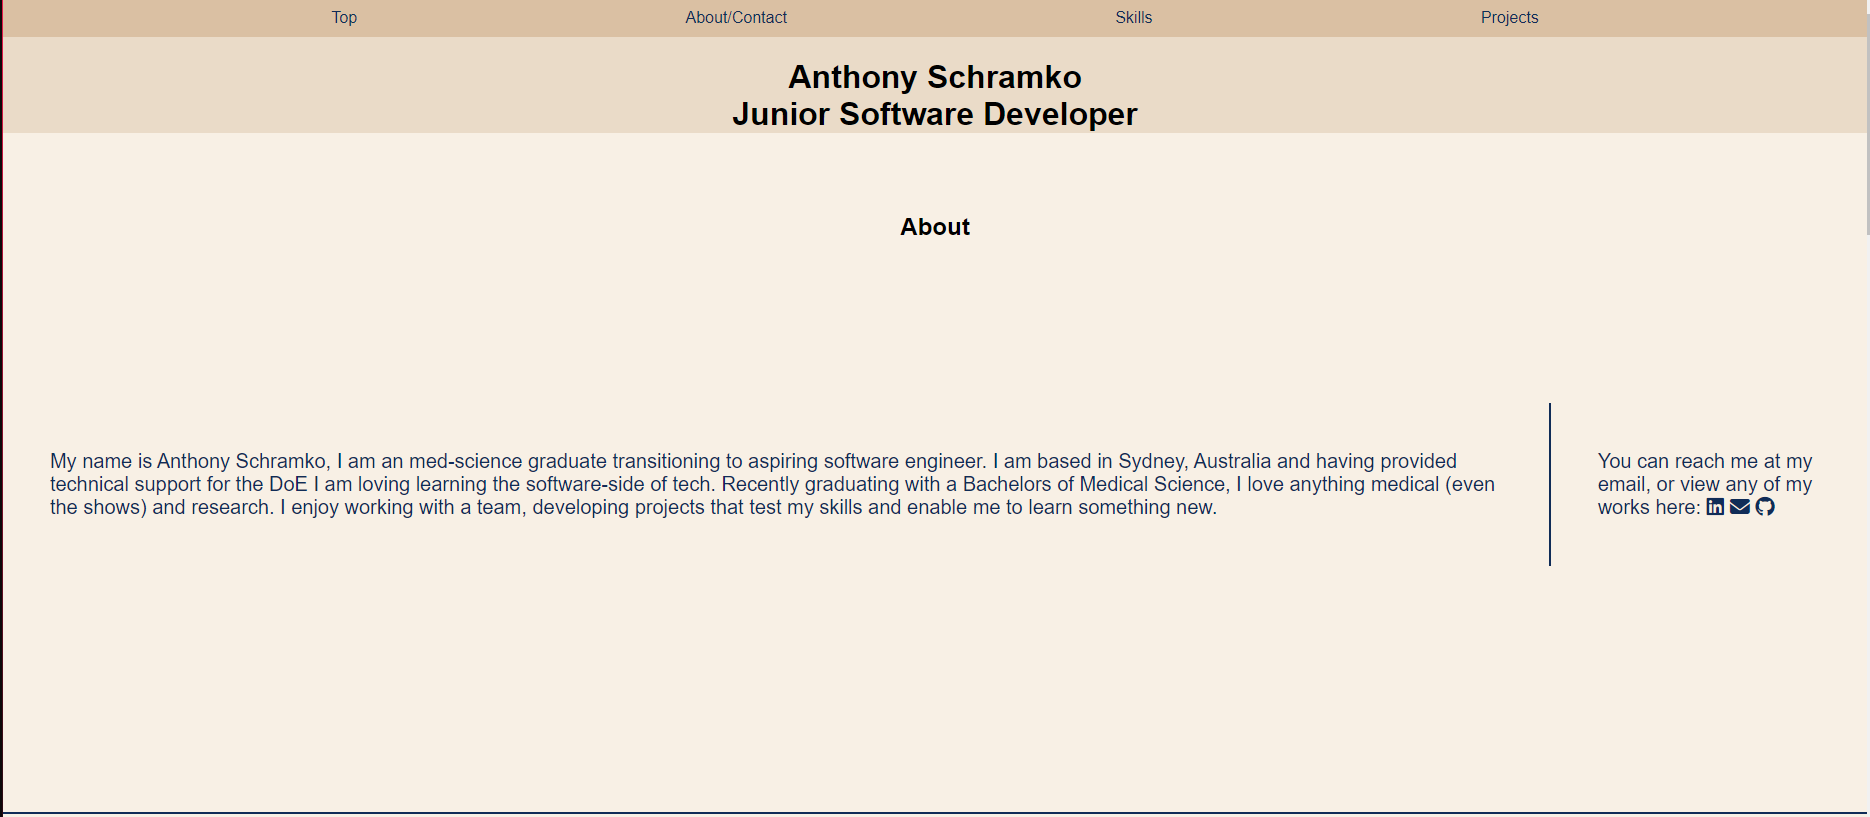 Top About/Contact Skills Projects
Anthony Schramko
Junior Software Developer
About
My name is Anthony Schramko, I am an med-science graduate transitioning to aspiring software engineer. I am based in Sydney, Australia and having provided
technical support for the DoE I am loving learning the software-side of tech. Recently graduating with a Bachelors of Medical Science, I love anything medical (even
the shows) and research. I enjoy working with a team, developing projects that test my skills and enable me to learn something new.
You can reach me at my
email, or view any of my
works here: in